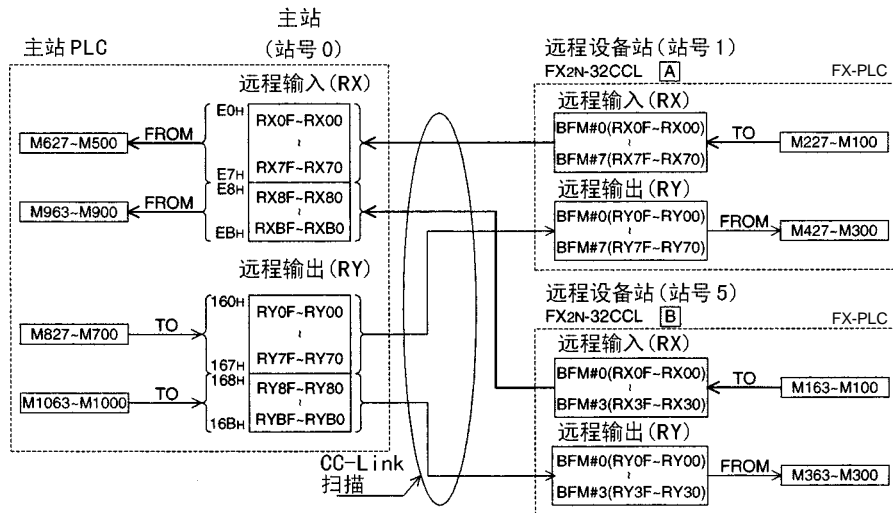 主站PLC
主站
(站号0)
远程输入(RX)
E0H
RX0F~RX00
~
RX7F~RX70
E7H
M627~M500
FROM
E8H
RX8F~RX80
~
RXBF~RXB0
EBH
M963~M900
FROM
远程输出(RY)
160H
RY0F~RY00
~
RY7F~RY70
167H
M827~M700
TO
168H
RY8F~RY80
~
RYBF~RYB0
16BH
M1063~M1000
TO
CC-Link
扫描
远程设备站(站号1)
FX2N-32CCL A
FX-PLC
远程输入(RX)
BFM#0(RX0F~RX00)
~
BFM#7(RX7F~RX70)
TO
M227~M100
远程输出(RY)
BFM#0(RY0F~RY00)
~
BFM#7(RY7F~RY70)
FROM
M427~M300
远程设备站(站号5)
FX2N-32CCL B
FX-PLC
远程输入(RX)
BFM#0(RX0F~RX00)
~
BFM#3(RX3F~RX30)
TO
M163~M100
远程输出(RY)
BFM#0(RY0F~RY00)
~
BFM#3(RY3F~RY30)
FROM
M363~M300